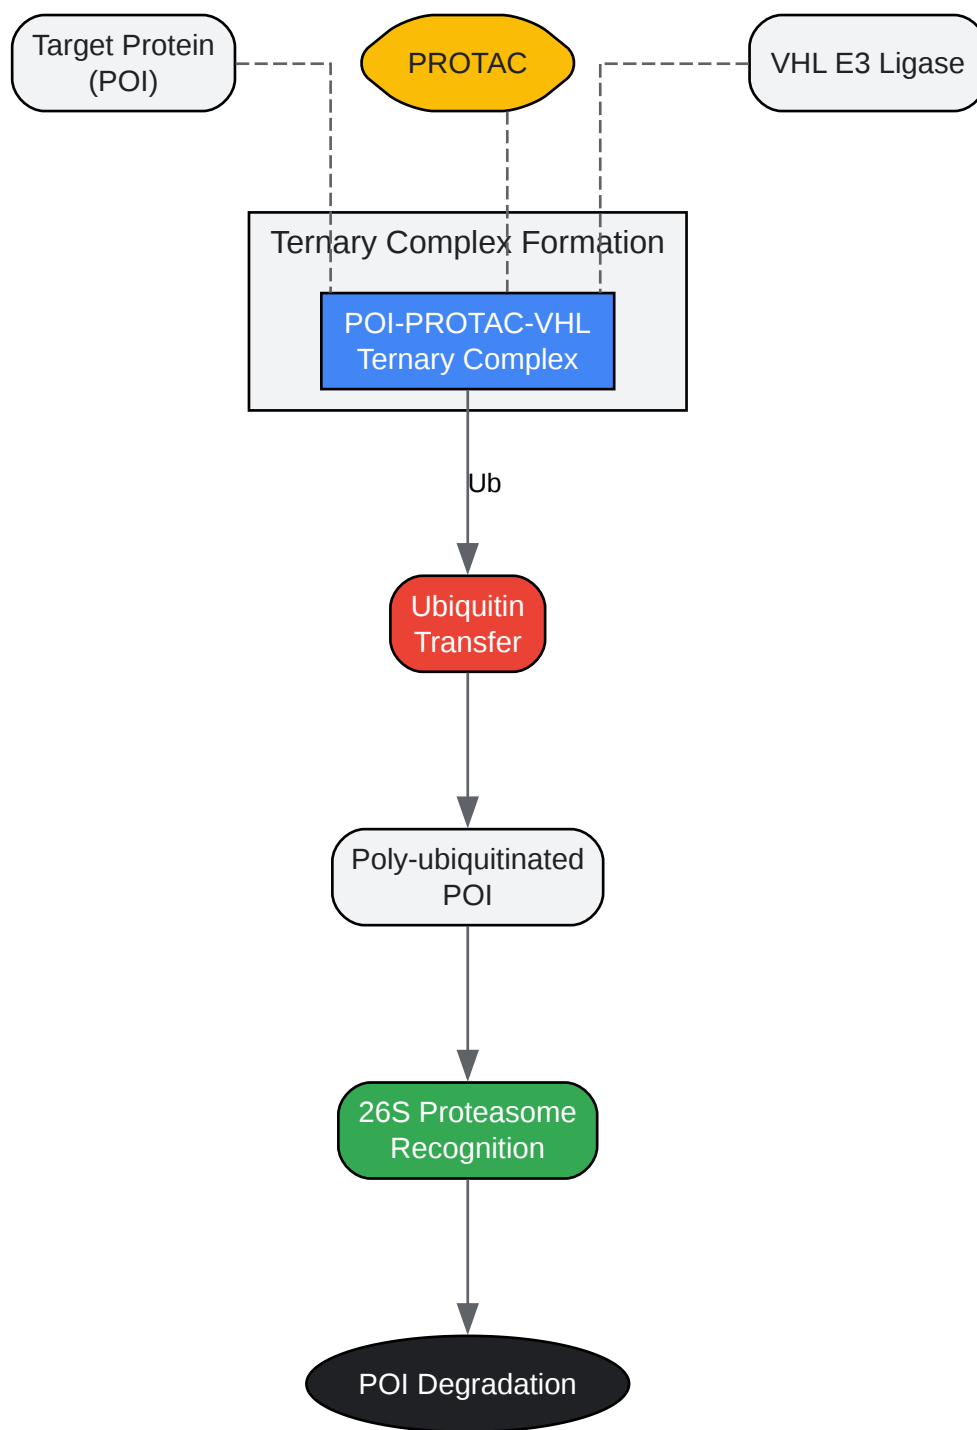 Target Protein
(POI)
PROTAC
VHL E3 Ligase
Ternary Complex Formation
POI-PROTAC-VHL
Ternary Complex
Ub
Ubiquitin
Transfer
Poly-ubiquitinated
POI
26S Proteasome
Recognition
POI Degradation